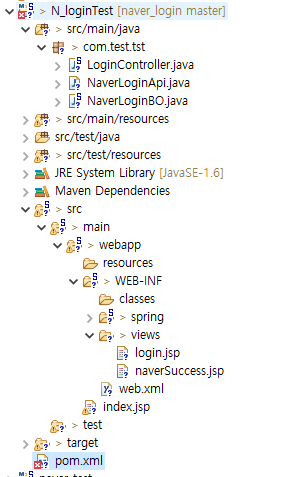 > N_loginTest [naver_login master]
> src/main/java
> com.test.tst
> LoginController.java
> NaverLoginApi.java
> NaverLoginBO.java
> src/main/resources
src/test/java
> src/test/resources
JRE System Library [JavaSE-1.6]
Maven Dependencies
> src
> main
> webapp
resources
> WEB-INF
classes
> spring
> views
login.jsp
naverSuccess.jsp
web.xml
index.jsp
> test
> target
pom.xml